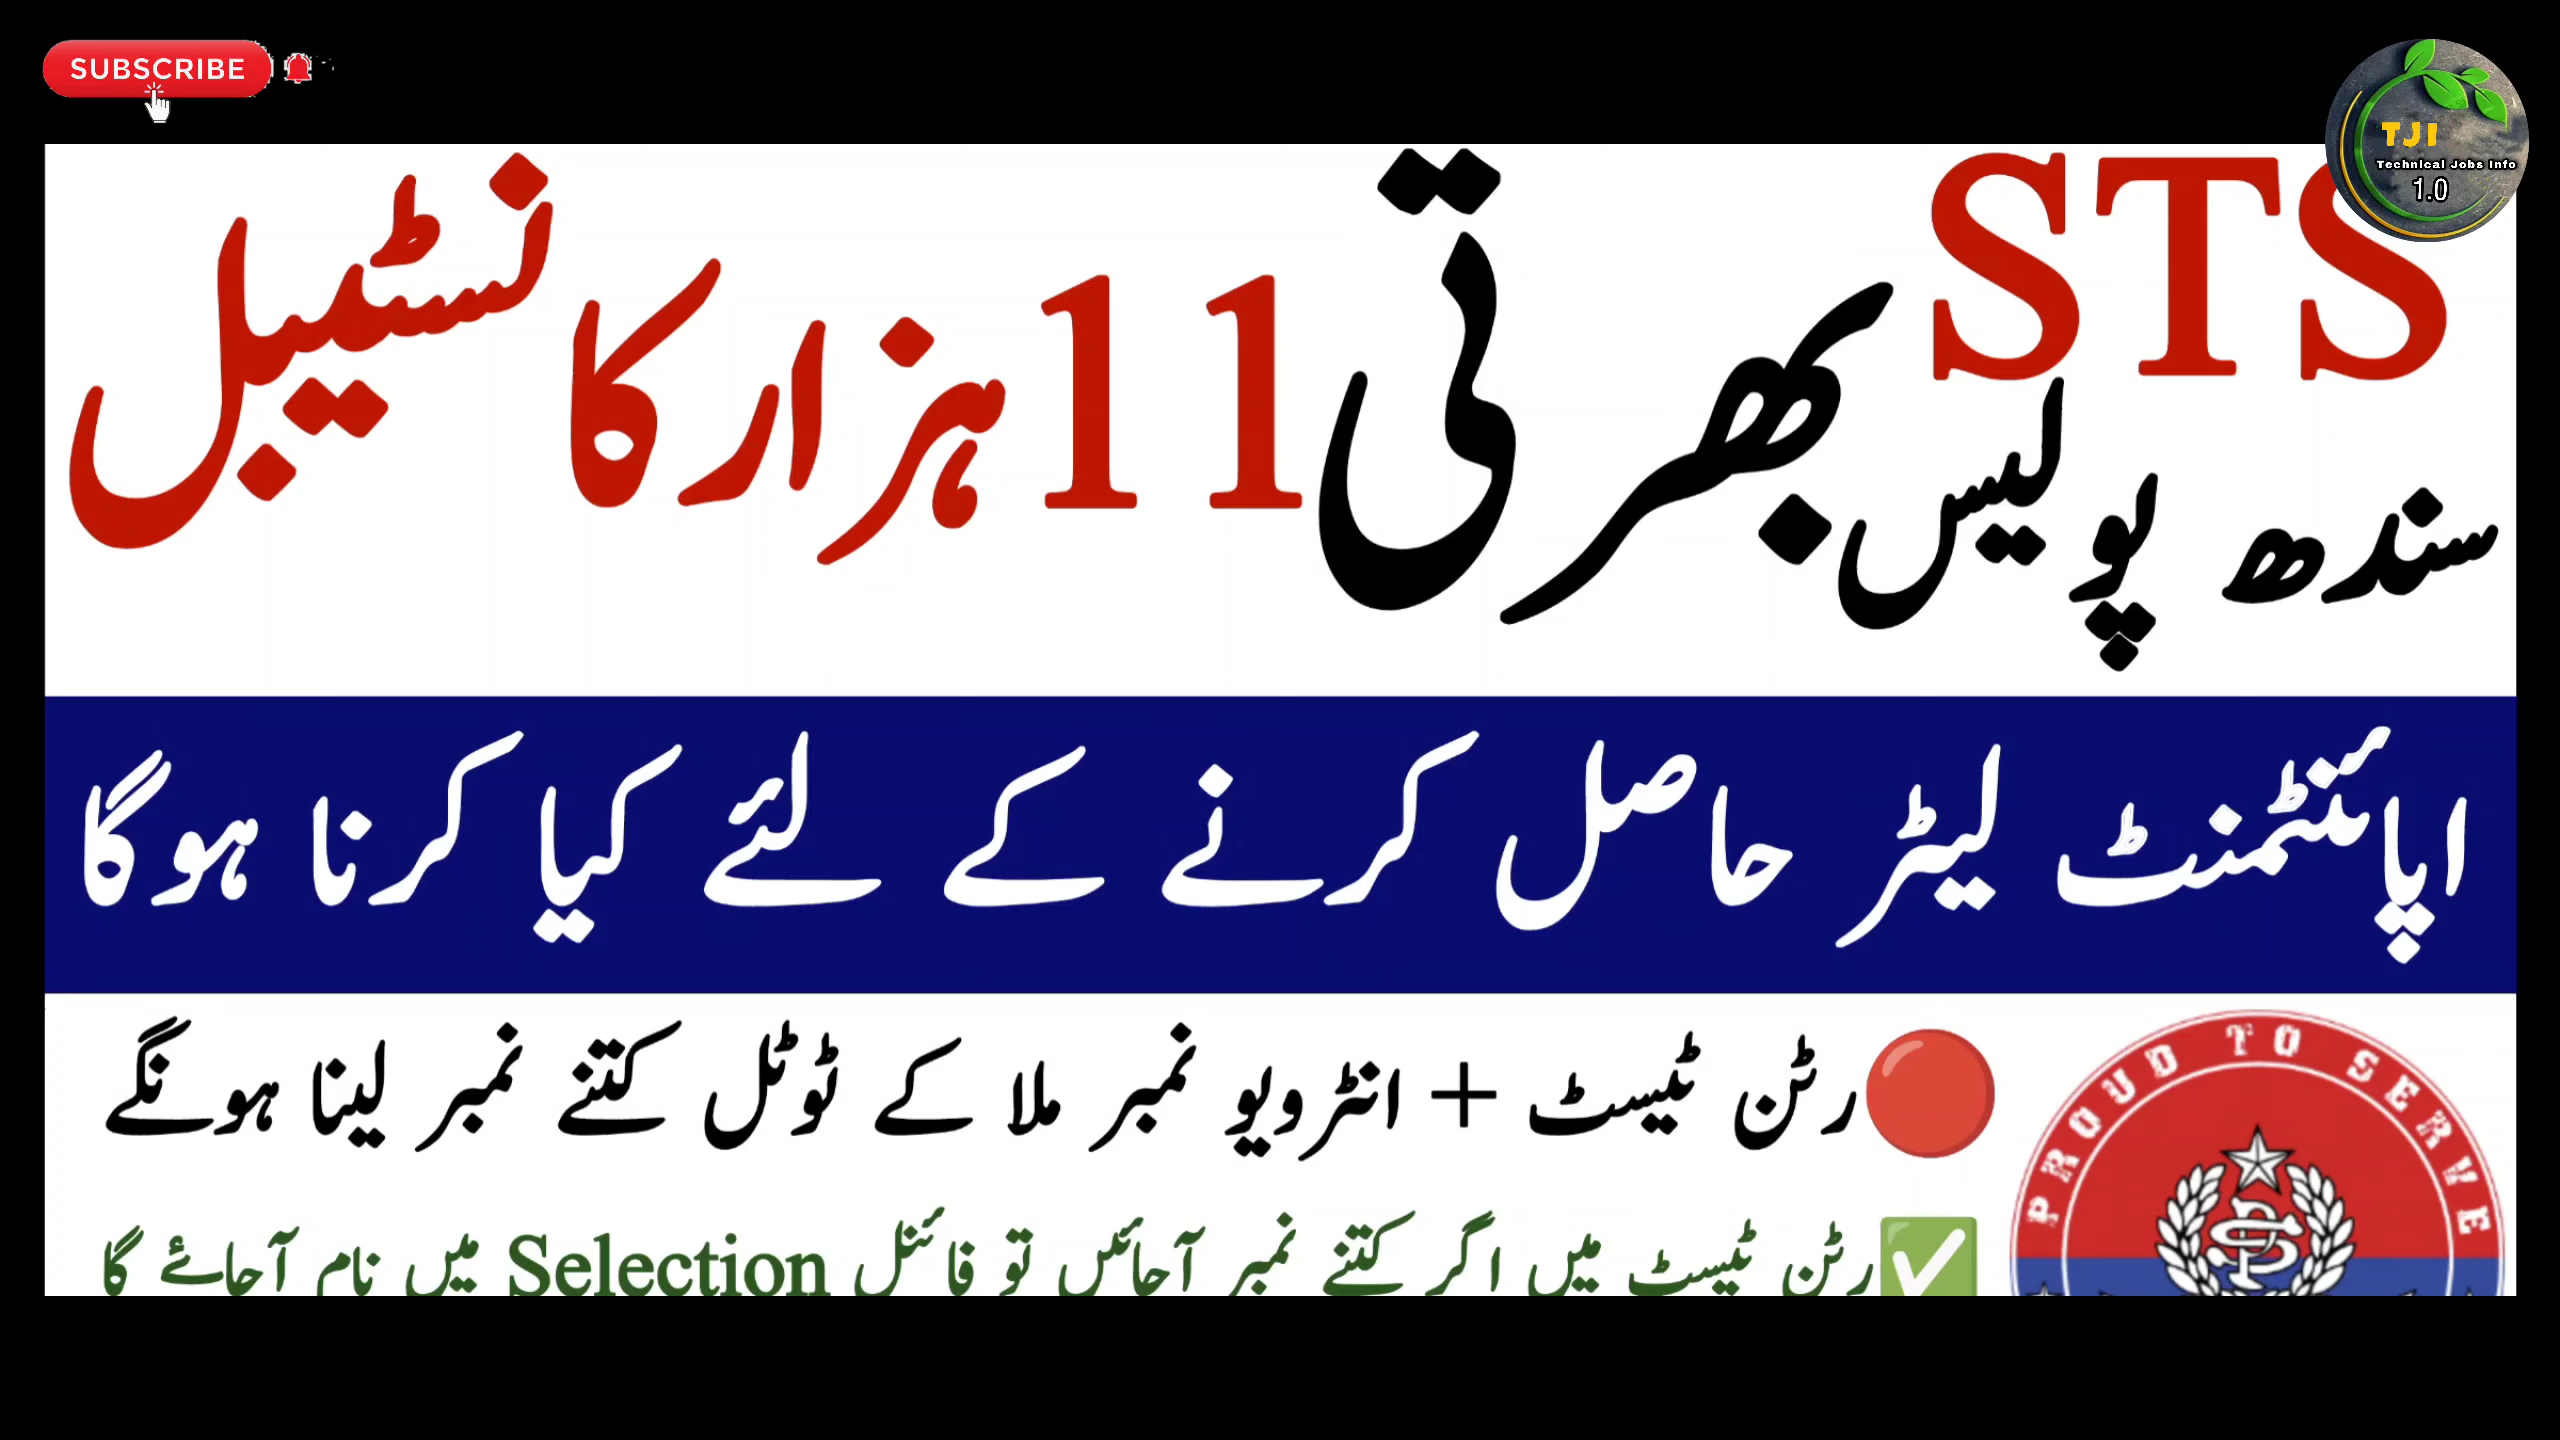 SUBSCRIBE
TJI
Technical Jobs Info
1.0
STS
سندھ پولیس بھرتی 11 ہزار کانسٹیبل
اپائنٹمنٹ لیٹر حاصل کرنے کے لئے کیا کرنا ہوگا
رٹن ٹیسٹ + انٹرویو نمبر ملا کے ٹوٹل کتنے نمبر لینا ہونگے
رٹن ٹیسٹ میں اگر کتنے نمبر آجائیں تو فائنل Selection میں نام آجائے گا
PROUD TO SERVE
SP